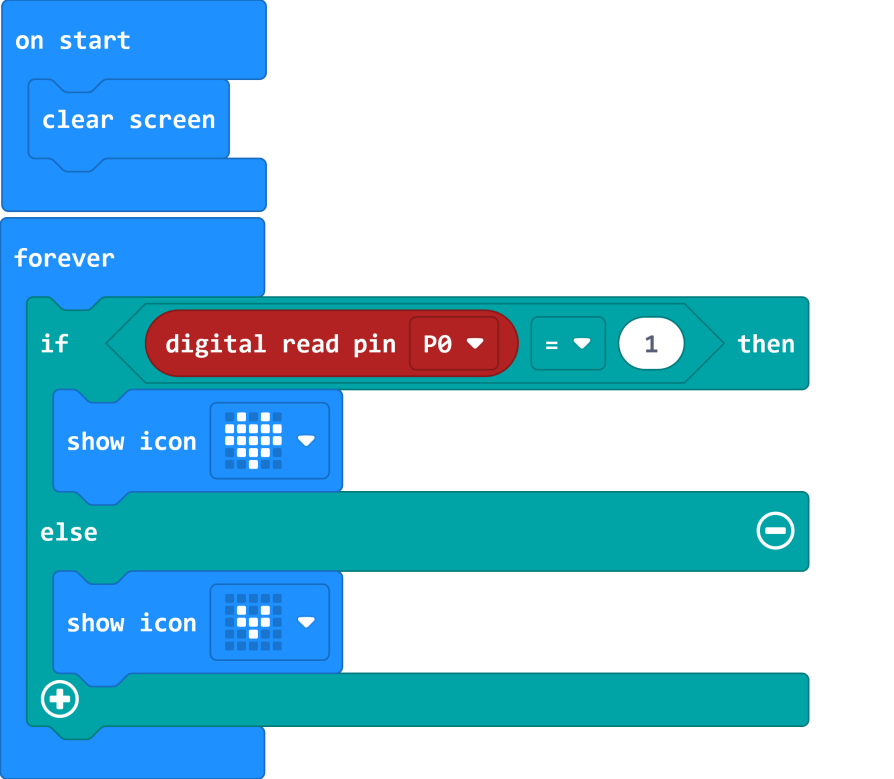 on start
clear screen
forever
if digital read pin P0 = 1 then
show icon
else
show icon